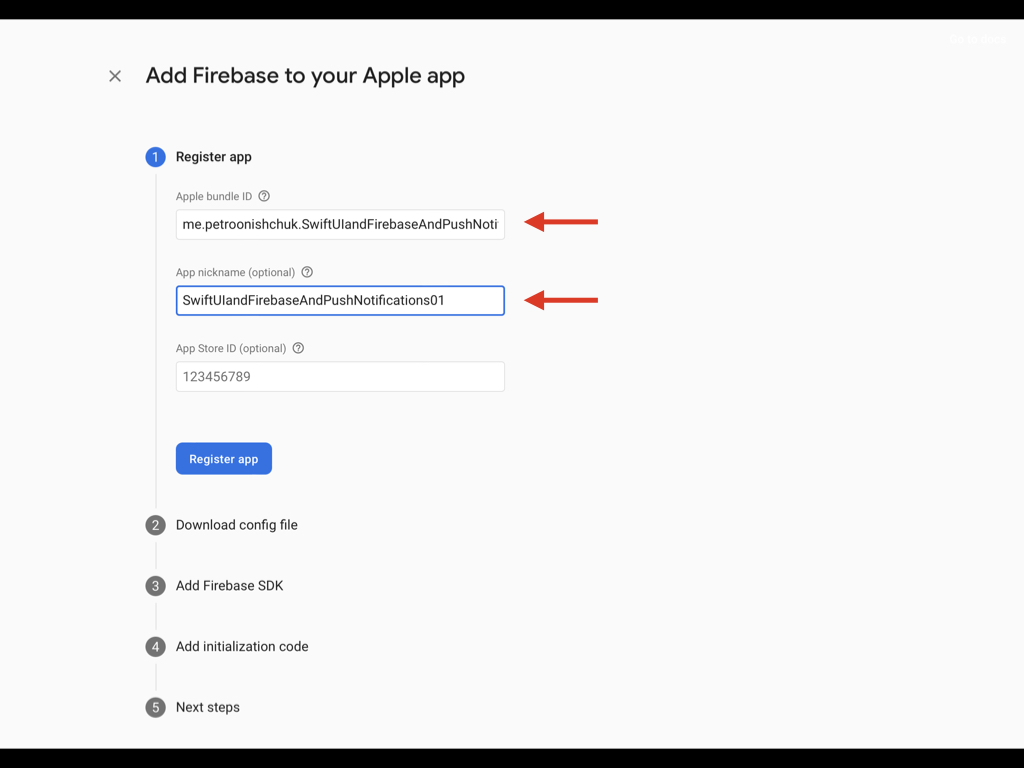 Add Firebase to your Apple app
1 Register app
Apple bundle ID
me.petroonishchuk.SwiftUIandFirebaseAndPushNoti
App nickname (optional)
SwiftUIandFirebaseAndPushNotifications01
App Store ID (optional)
123456789
Register app
2 Download config file
3 Add Firebase SDK
4 Add initialization code
5 Next steps